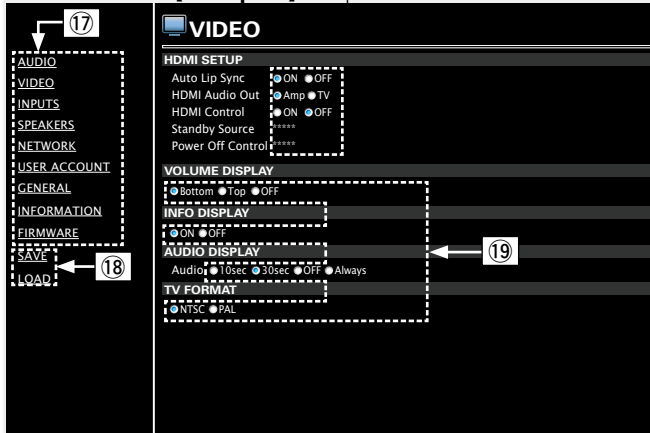 ⑰
AUDIO
VIDEO
INPUTS
SPEAKERS
NETWORK
USER ACCOUNT
GENERAL
INFORMATION
FIRMWARE
SAVE
LOAD
⑱
VIDEO
HDMI SETUP
Auto Lip Sync ON OFF
HDMI Audio Out Amp TV
HDMI Control ON OFF
Standby Source *****
Power Off Control *****
VOLUME DISPLAY
Bottom Top OFF
INFO DISPLAY
ON OFF
AUDIO DISPLAY
Audio 10sec 30sec OFF Always
TV FORMAT
NTSC PAL
⑲